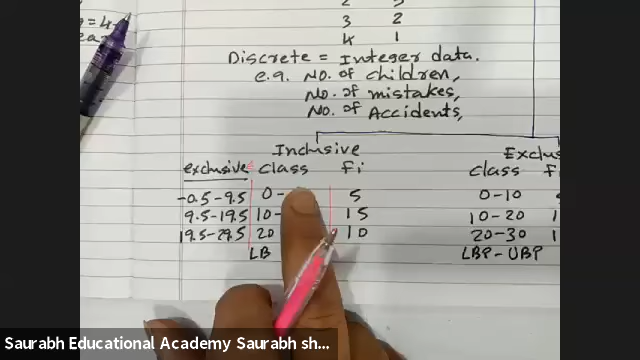 2 3
3 2
4 1
Discrete = Integer data.
e.g. No. of children,
No. of mistakes,
No. of Accidents,
Inclusive
exclusive class fi
-0.5-9.5 0- 5
9.5-19.5 10- 15
19.5-29.5 20 10
LB
class
0-10
10-20
20-30
LBP-UBP
Saurabh Educational Academy Saurabh sh...